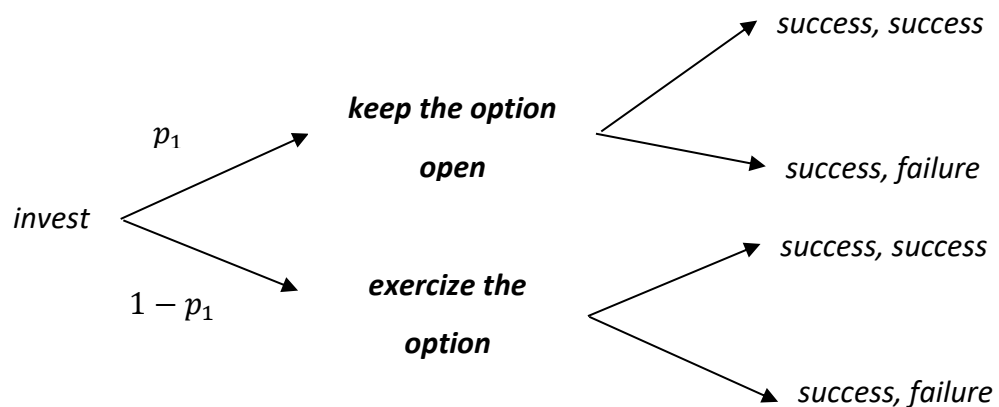 success, success
keep the option
open
p₁
success, failure
invest
success, success
exercize the
option
1 − p₁
success, failure